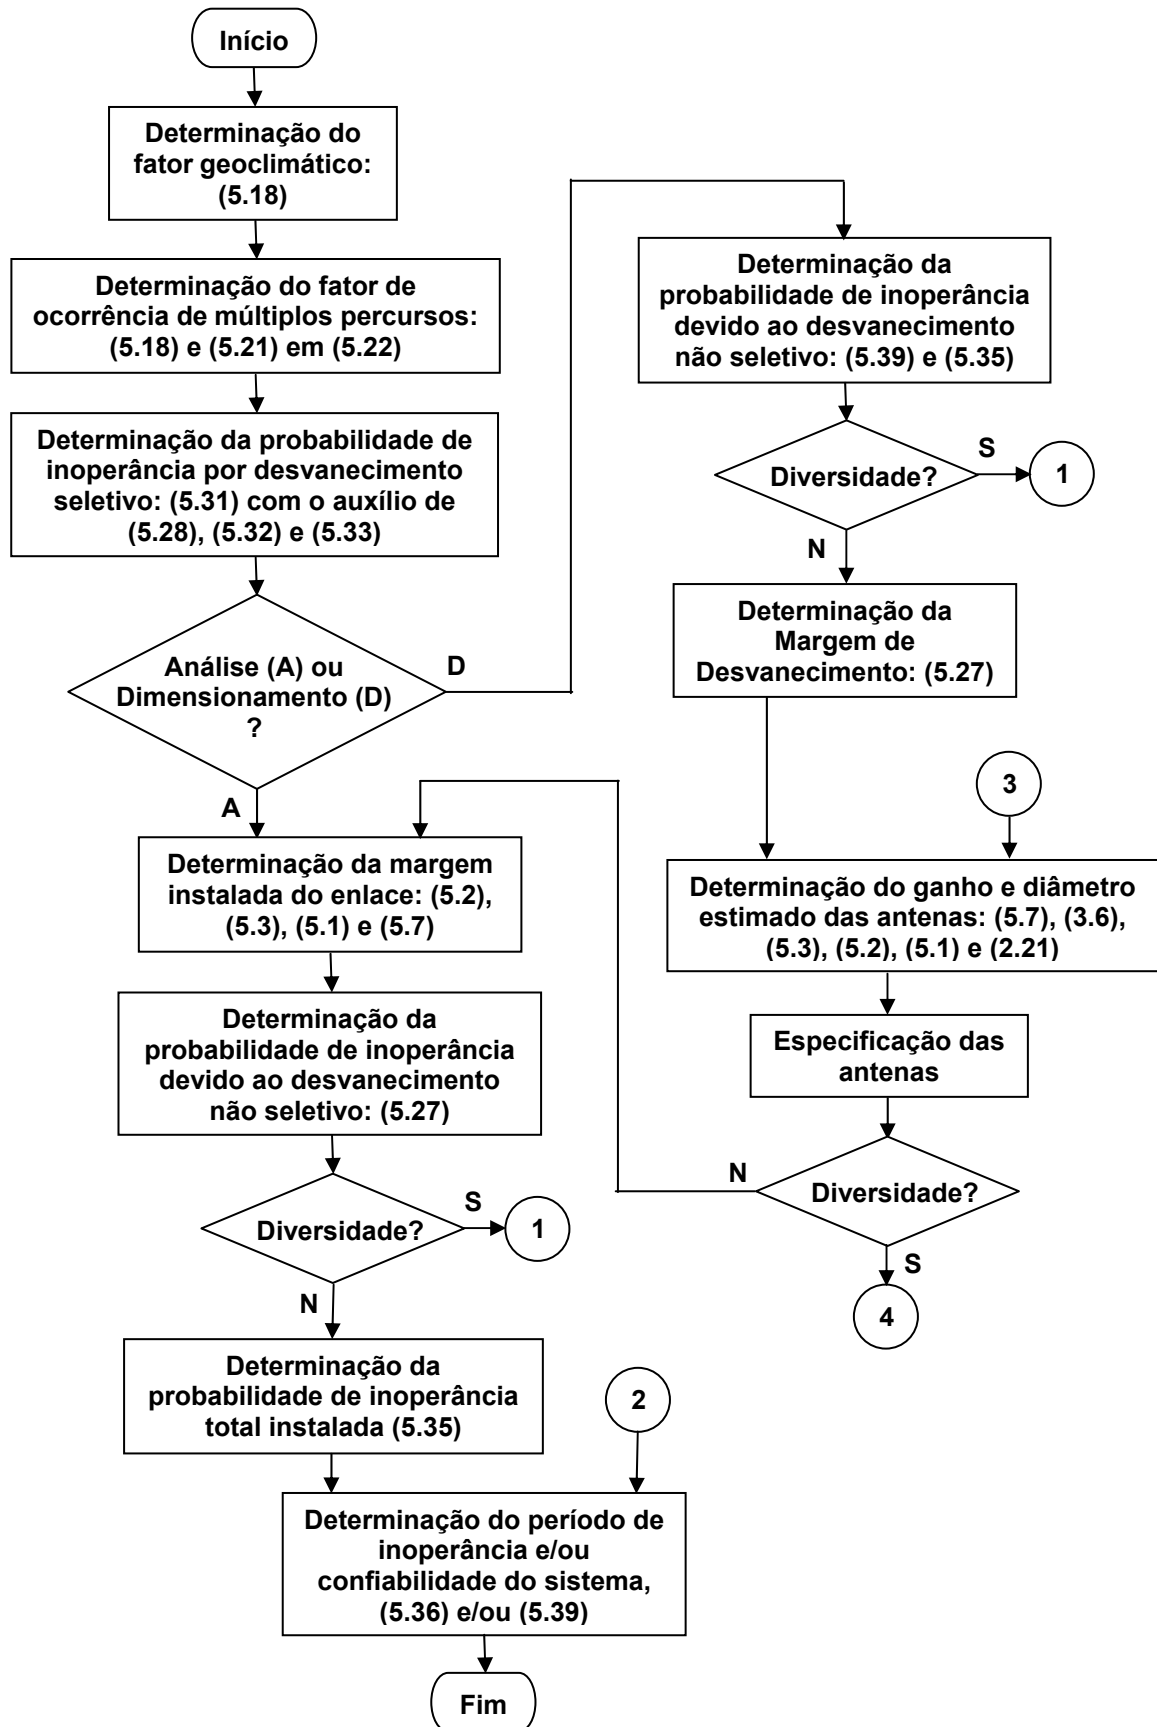 Início
Determinação do
fator geoclimático:
(5.18)
Determinação do fator de
ocorrência de múltiplos percursos:
(5.18) e (5.21) em (5.22)
Determinação da probabilidade de
inoperância por desvanecimento
seletivo: (5.31) com o auxílio de
(5.28), (5.32) e (5.33)
Análise (A) ou
Dimensionamento (D)
?
D
A
Determinação da margem
instalada do enlace: (5.2),
(5.3), (5.1) e (5.7)
Determinação da
probabilidade de inoperância
devido ao desvanecimento
não seletivo: (5.27)
Diversidade?
S
1
N
Determinação da
probabilidade de inoperância
total instalada (5.35)
2
Determinação do período de
inoperância e/ou
confiabilidade do sistema,
(5.36) e/ou (5.39)
Fim
Determinação da
probabilidade de inoperância
devido ao desvanecimento
não seletivo: (5.39) e (5.35)
Diversidade?
S
1
N
Determinação da
Margem de
Desvanecimento: (5.27)
3
Determinação do ganho e diâmetro
estimado das antenas: (5.7), (3.6),
(5.3), (5.2), (5.1) e (2.21)
Especificação das
antenas
Diversidade?
N
S
4